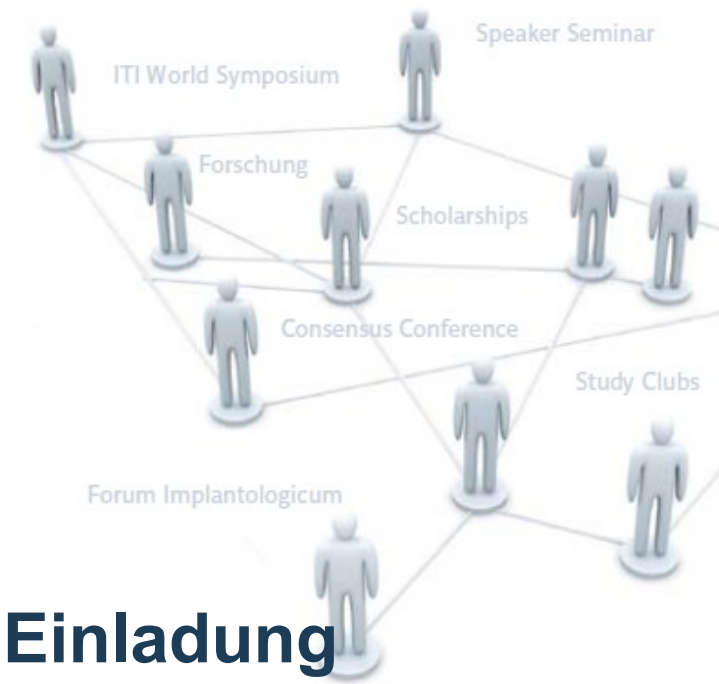 Speaker Seminar
ITI World Symposium
Forschung
Scholarships
Consensus Conference
Study Clubs
Forum Implantologicum
Einladung